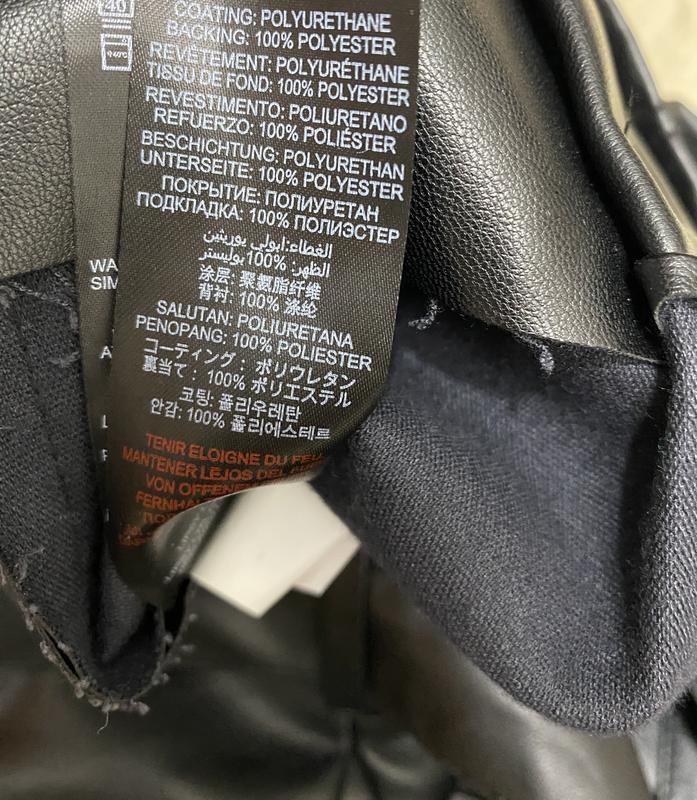 40
COATING: POLYURETHANE
BACKING: 100% POLYESTER
REVÊTEMENT: POLYURÉTHANE
TISSU DE FOND: 100% POLYESTER
REVESTIMENTO: POLIURETANO
REFUERZO: 100% POLIÉSTER
BESCHICHTUNG: POLYURETHAN
UNTERSEITE: 100% POLYESTER
ПОКРЫТИЕ: ПОЛИУРЕТАН
ПОДКЛАДКА: 100% ПОЛИЭСТЕР
الغطاء: ابولي يوريثين
الظهر: 100% بوليستر
涂层: 聚氨脂纤维
背衬: 100% 涤纶
SALUTAN: POLIURETANA
PENOPANG: 100% POLIESTER
コーティング: ポリウレタン
裏当て: 100% ポリエステル
코팅: 폴리우레탄
안감: 100% 폴리에스테르
TENIR ELOIGNE DU FEU
MANTENER LEJOS DEL
VON OFFENEN
WA
SIM